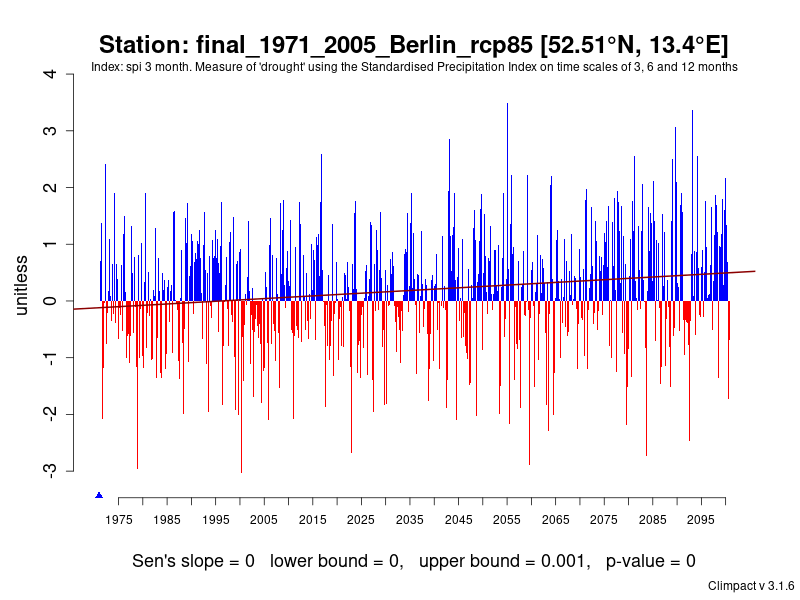 Station: final_1971_2005_Berlin_rcp85 [52.51°N, 13.4°E]
Index: spi 3 month. Measure of 'drought' using the Standardised Precipitation Index on time scales of 3, 6 and 12 months
4
3
2
1
0
-1
-2
-3
unitless
1975 1985 1995 2005 2015 2025 2035 2045 2055 2065 2075 2085 2095
Sen's slope = 0 lower bound = 0, upper bound = 0.001, p-value = 0
Climpact v 3.1.6